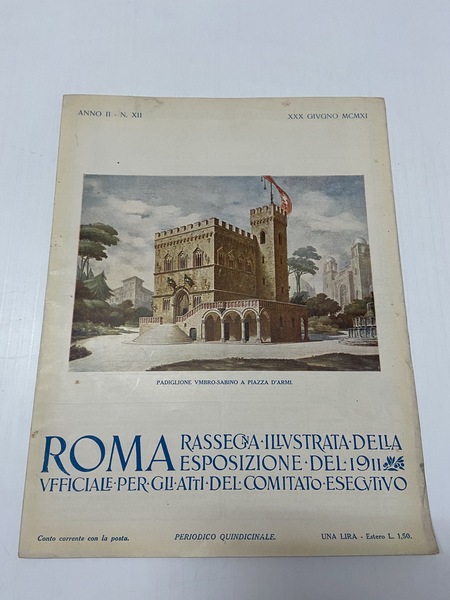 ANNO II - N. XII
XXX GIVGNO MCMXI
PADIGLIONE VMBRO-SABINO A PIAZZA D'ARMI.
ROMA RASSEGNA·ILLVSTRATA·DELLA
ESPOSIZIONE·DEL·1911
VFFICIALE·PER·GLI·ATTI·DEL·COMITATO·ESECVTIVO
Conto corrente con la posta.
PERIODICO QUINDICINALE.
UNA LIRA - Estero L. 1,50.